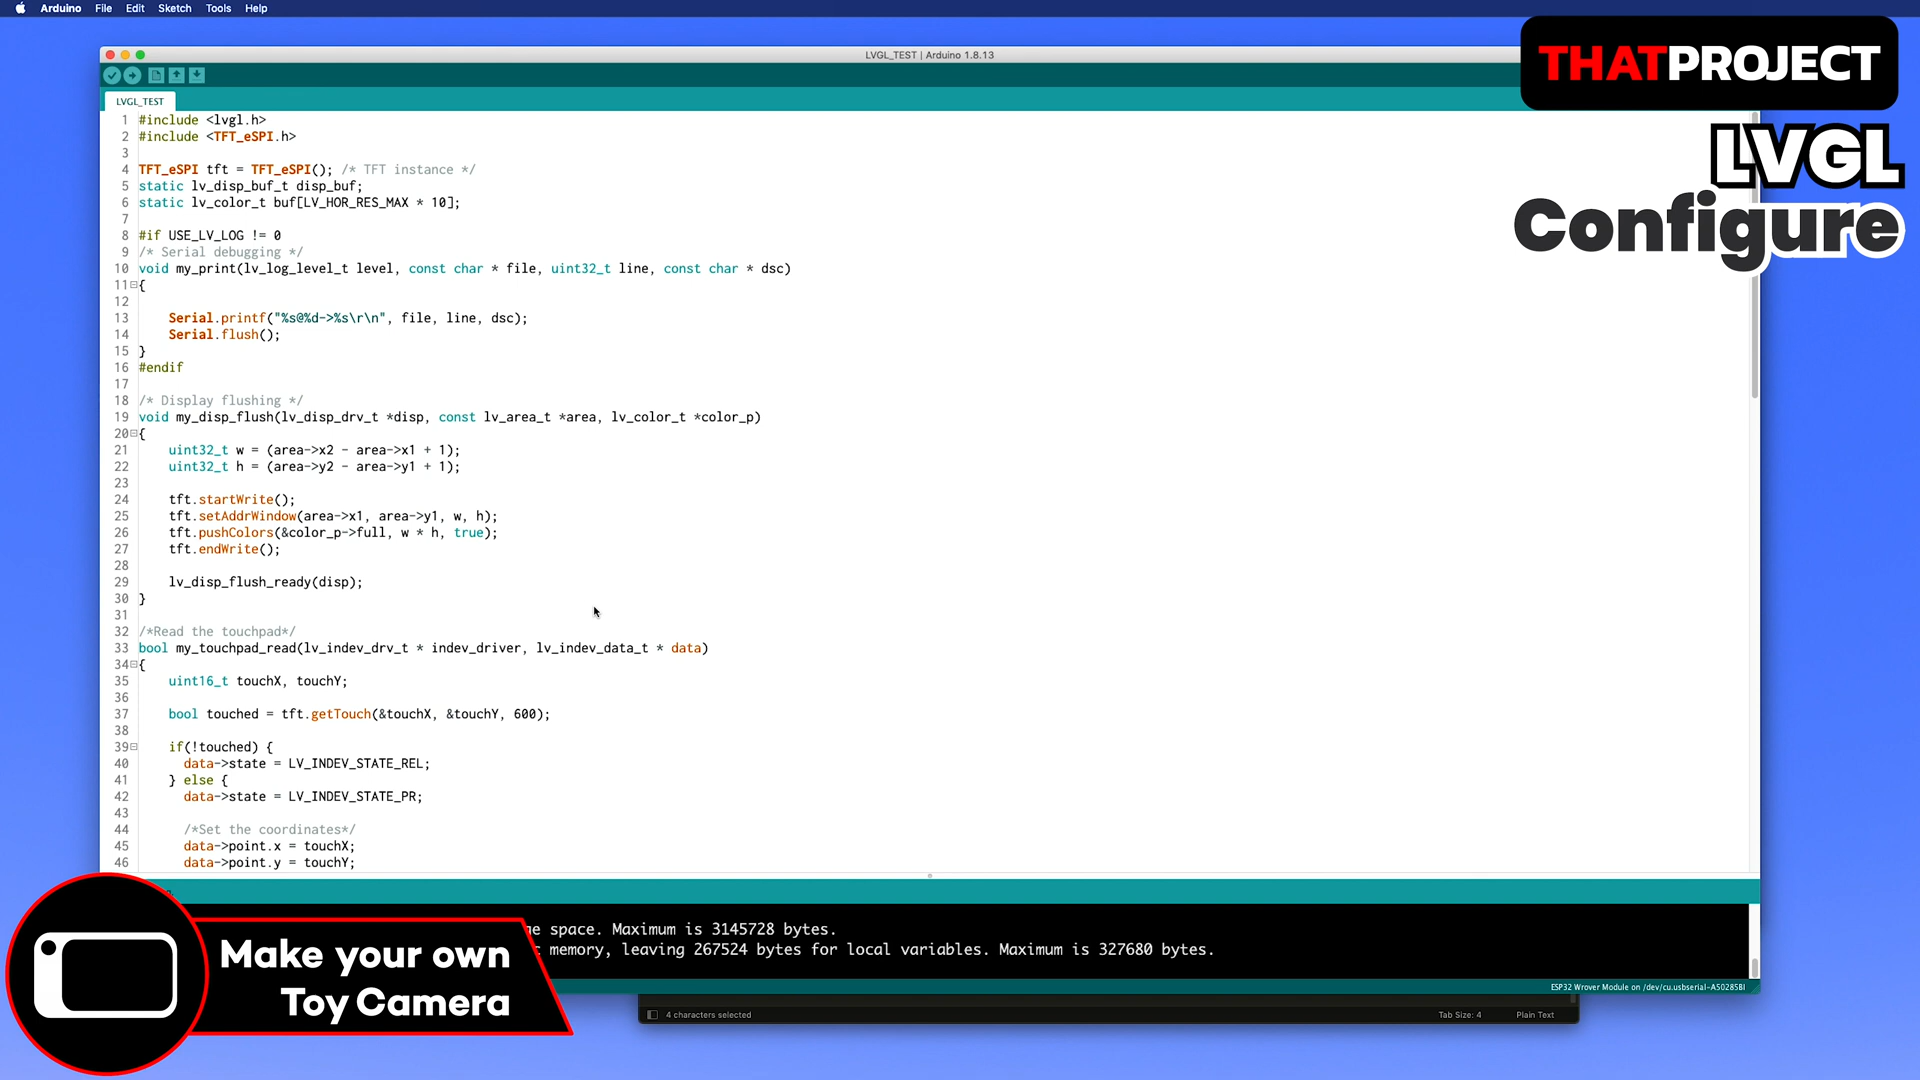 Arduino File Edit Sketch Tools Help
LVGL_TEST | Arduino 1.8.13
THATPROJECT
LVGL
Configure
LVGL_TEST
1 #include <lvgl.h>
2 #include <TFT_eSPI.h>
3
4 TFT_eSPI tft = TFT_eSPI(); /* TFT instance */
5 static lv_disp_buf_t disp_buf;
6 static lv_color_t buf[LV_HOR_RES_MAX * 10];
7
8 #if USE_LV_LOG != 0
9 /* Serial debugging */
10 void my_print(lv_log_level_t level, const char * file, uint32_t line, const char * dsc)
11 {
12
13 Serial.printf("%s@%d->%s\r\n", file, line, dsc);
14 Serial.flush();
15 }
16 #endif
17
18 /* Display flushing */
19 void my_disp_flush(lv_disp_drv_t *disp, const lv_area_t *area, lv_color_t *color_p)
20 {
21 uint32_t w = (area->x2 - area->x1 + 1);
22 uint32_t h = (area->y2 - area->y1 + 1);
23
24 tft.startWrite();
25 tft.setAddrWindow(area->x1, area->y1, w, h);
26 tft.pushColors(&color_p->full, w * h, true);
27 tft.endWrite();
28
29 lv_disp_flush_ready(disp);
30 }
31
32 /*Read the touchpad*/
33 bool my_touchpad_read(lv_indev_drv_t * indev_driver, lv_indev_data_t * data)
34 {
35 uint16_t touchX, touchY;
36
37 bool touched = tft.getTouch(&touchX, &touchY, 600);
38
39 if(!touched) {
40 data->state = LV_INDEV_STATE_REL;
41 } else {
42 data->state = LV_INDEV_STATE_PR;
43
44 /*Set the coordinates*/
45 data->point.x = touchX;
46 data->point.y = touchY;
space. Maximum is 3145728 bytes.
memory, leaving 267524 bytes for local variables. Maximum is 327680 bytes.
Make your own
Toy Camera
ESP32 Wrover Module on /dev/cu.usbserial-A50285BI
4 characters selected Tab Size: 4 Plain Text